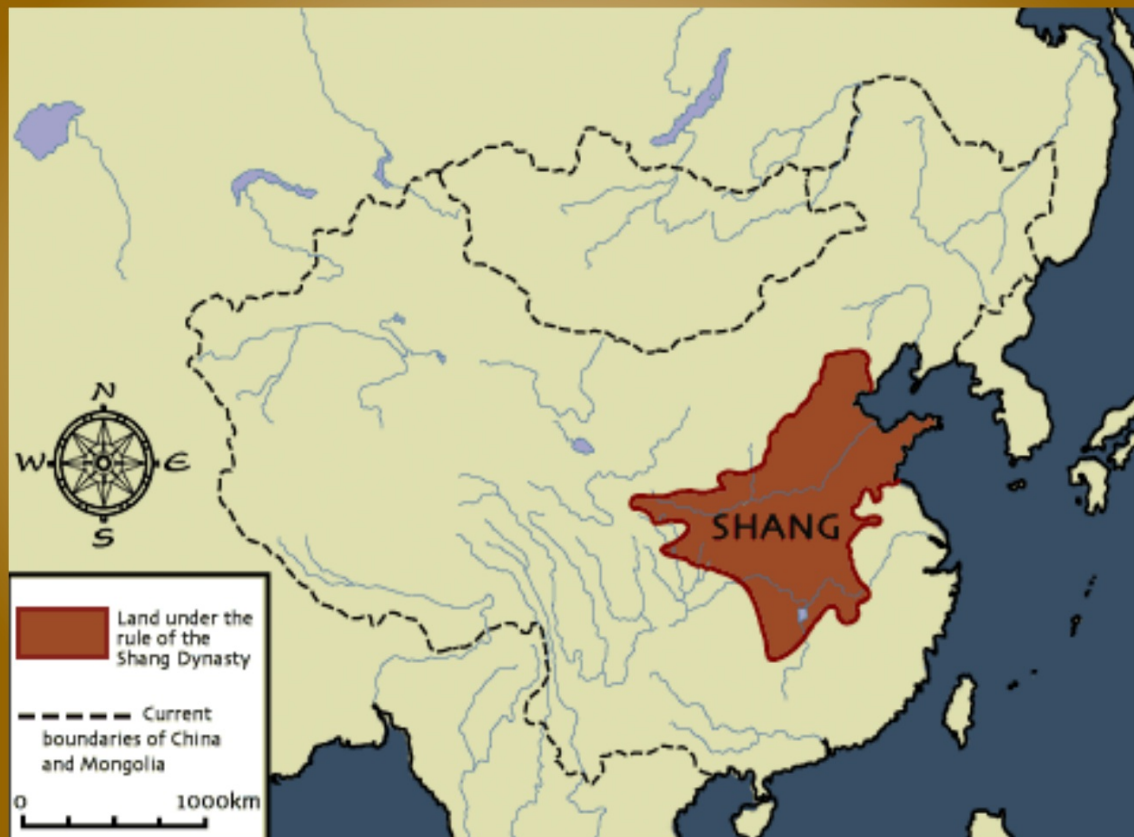 N
W
E
S
SHANG
Land under the
rule of the
Shang Dynasty
Current
boundaries of China
and Mongolia
0
1000km